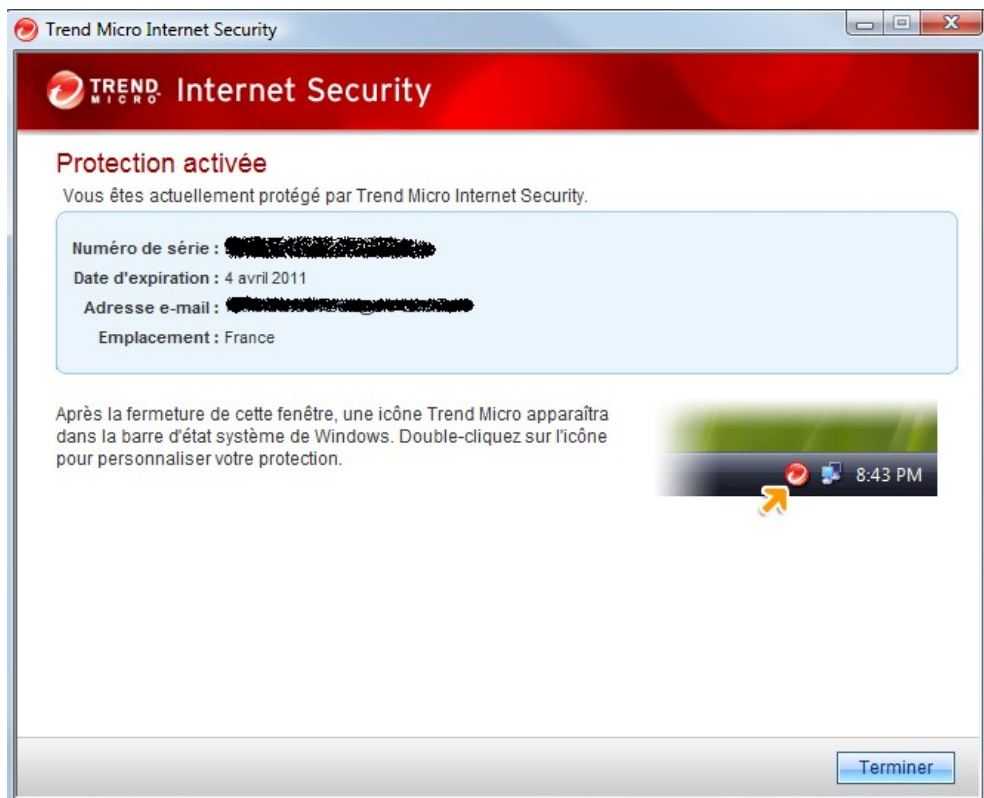 Trend Micro Internet Security
TREND MICRO Internet Security
Protection activée
Vous êtes actuellement protégé par Trend Micro Internet Security.
Numéro de série :
Date d'expiration : 4 avril 2011
Adresse e-mail :
Emplacement : France
Après la fermeture de cette fenêtre, une icône Trend Micro apparaîtra
dans la barre d'état système de Windows. Double-cliquez sur l'icône
pour personnaliser votre protection.
8:43 PM
Terminer